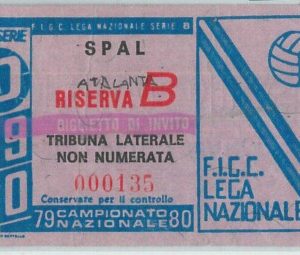 SERIE
F.I.G.C. LEGA NAZIONALE SERIE B
SPAL
ATALANTA
RISERVA B
BIGLIETTO DI INVITO
TRIBUNA LATERALE
NON NUMERATA
000135
Conservare per il controllo
79 CAMPIONATO NAZIONALE 80
F.I.G.C.
LEGA
NAZIONALE